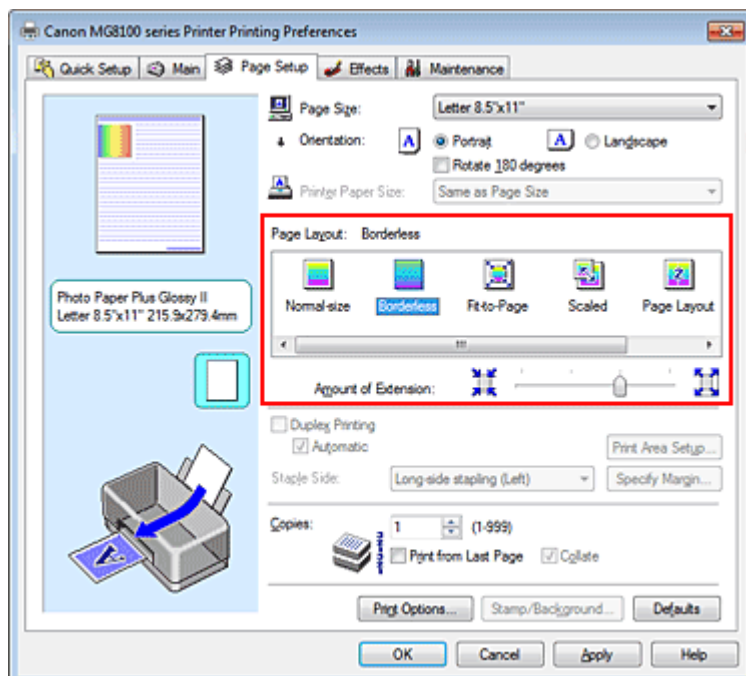 Canon MG8100 series Printer Printing Preferences
Quick Setup Main Page Setup Effects Maintenance
Page Size: Letter 8.5"x11"
Orientation: A Portrait A Landscape
Rotate 180 degrees
Printer Paper Size: Same as Page Size
Page Layout: Borderless
Normal-size Borderless Fit-to-Page Scaled Page Layout
Amount of Extension:
Photo Paper Plus Glossy II
Letter 8.5"x11" 215.9x279.4mm
Duplex Printing
Automatic Print Area Setup...
Staple Side: Long-side stapling (Left) Specify Margin...
Copies: 1 (1-999)
Print from Last Page Collate
Print Options... Stamp/Background... Defaults
OK Cancel Apply Help